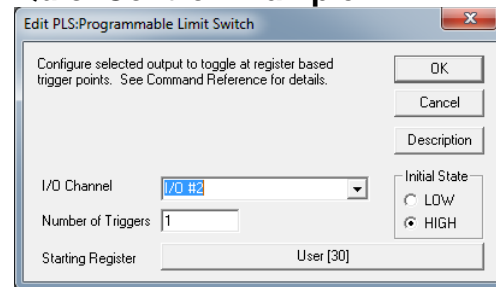 Edit PLS:Programmable Limit Switch
Configure selected output to toggle at register based
trigger points. See Command Reference for details.
OK
Cancel
Description
I/O Channel
I/O #2
Number of Triggers
1
Initial State
LOW
HIGH
Starting Register
User [30]